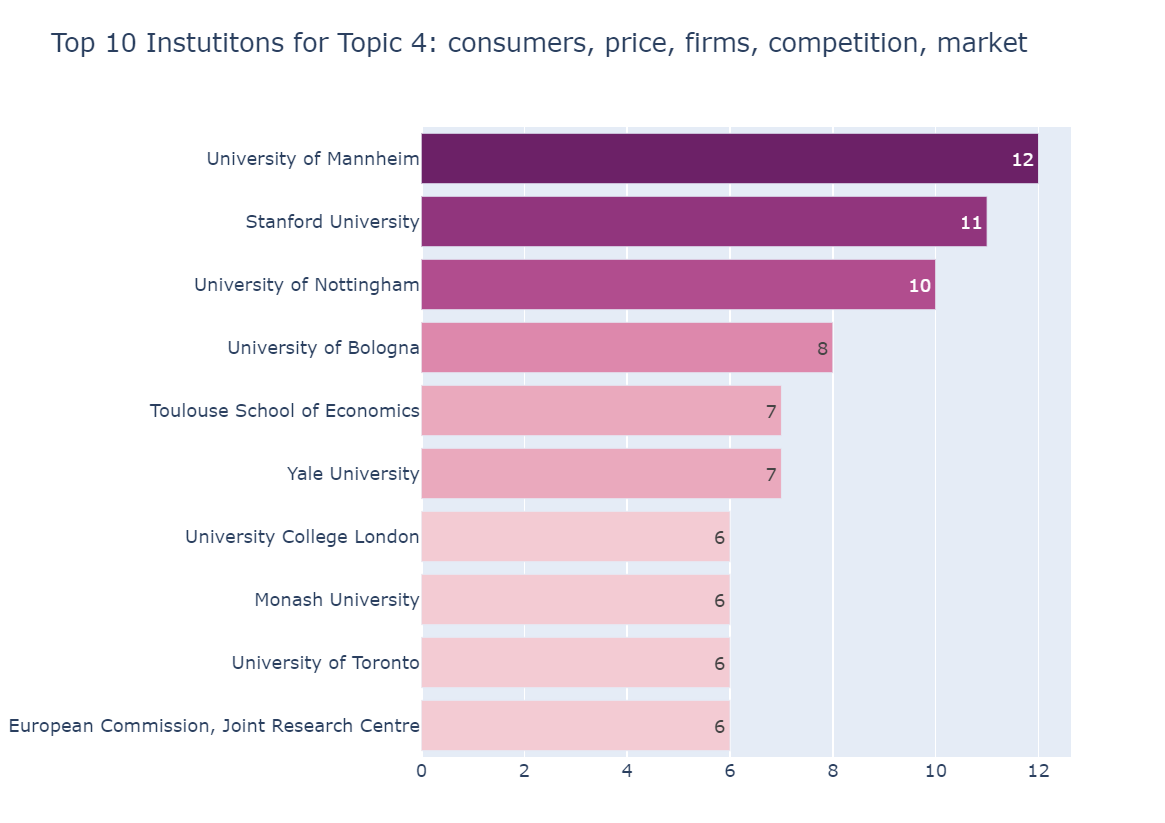 Top 10 Instutitons for Topic 4: consumers, price, firms, competition, market
University of Mannheim 12
Stanford University 11
University of Nottingham 10
University of Bologna 8
Toulouse School of Economics 7
Yale University 7
University College London 6
Monash University 6
University of Toronto 6
European Commission, Joint Research Centre 6
0 2 4 6 8 10 12